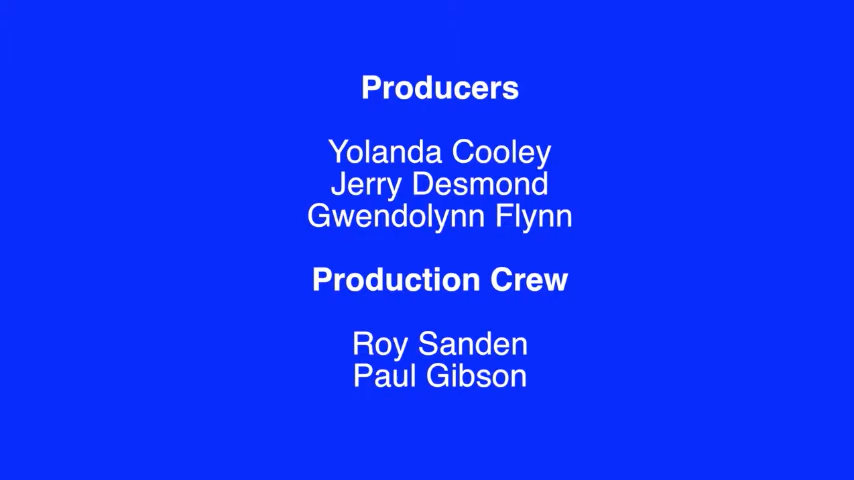 Producers
Yolanda Cooley
Jerry Desmond
Gwendolynn Flynn
Production Crew
Roy Sanden
Paul Gibson